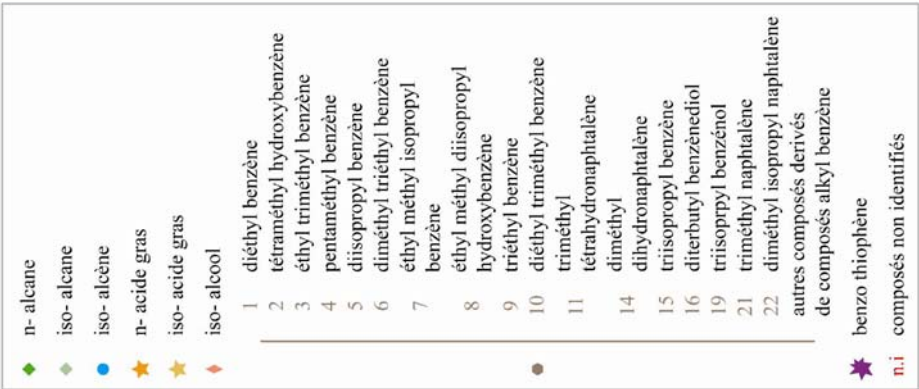 n- alcane
iso- alcane
iso- alcène
n- acide gras
iso- acide gras
iso- alcool
1 diéthyl benzène
2 tétraméthyl hydroxybenzène
3 éthyl triméthyl benzène
4 pentaméthyl benzène
5 diisopropyl benzène
6 diméthyl triéthyl benzène
7 éthyl méthyl isopropyl
benzène
8 éthyl méthyl diisopropyl
hydroxybenzène
9 triéthyl benzène
10 diéthyl triméthyl benzène
11 triméthyl
tétrahydronaphtalène
14 diméthyl
dihydronaphtalène
15 triisopropyl benzène
16 diterbutyl benzènediol
19 triisoprpyl benzénol
21 triméthyl naphtalène
22 diméthyl isopropyl naphtalène
autres composés derivés
de composés alkyl benzène
benzo thiophène
n.i composés non identifiés